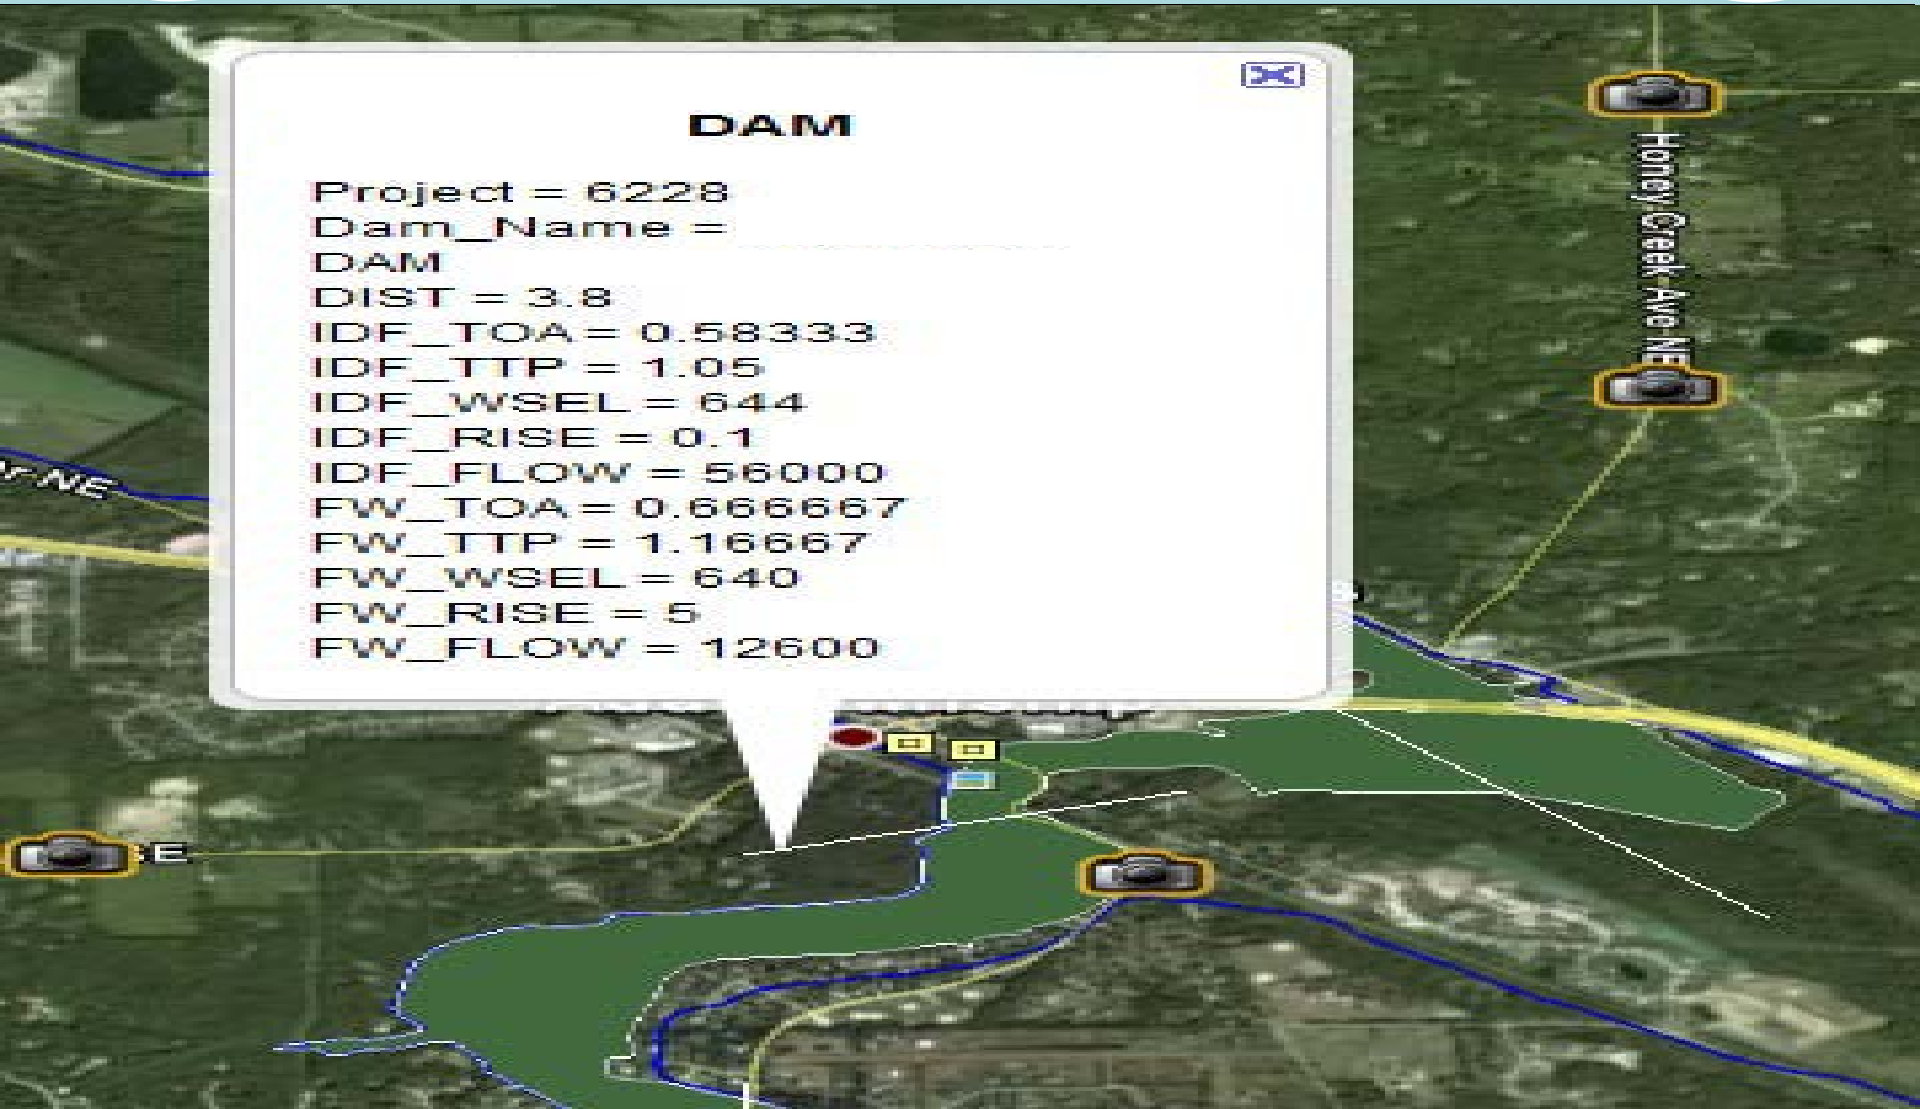 DAM
Project = 6228
Dam_Name =
DAM
DIST = 3.8
IDF_TOA = 0.58333
IDF_TTP = 1.05
IDF_WSEL = 644
IDF_RISE = 0.1
IDF_FLOW = 56000
FW_TOA = 0.666667
FW_TTP = 1.16667
FW_WSEL = 640
FW_RISE = 5
FW_FLOW = 12600
Honey Creek Ave NE
NE